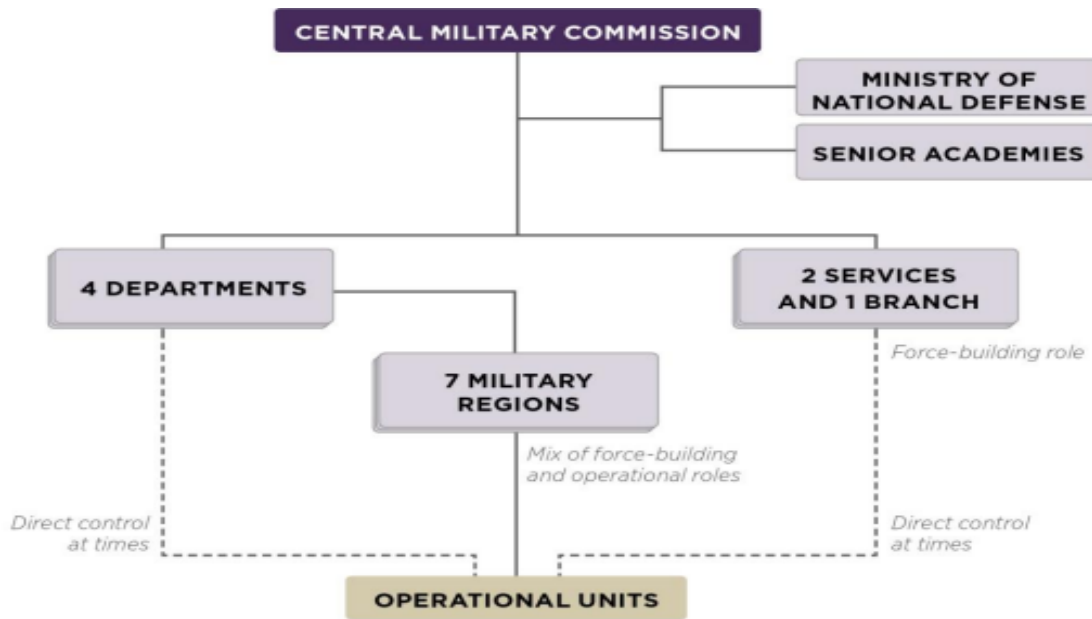 CENTRAL MILITARY COMMISSION
MINISTRY OF
NATIONAL DEFENSE
SENIOR ACADEMIES
4 DEPARTMENTS
2 SERVICES
AND 1 BRANCH
Force-building role
7 MILITARY
REGIONS
Mix of force-building
and operational roles
Direct control
at times
Direct control
at times
OPERATIONAL UNITS